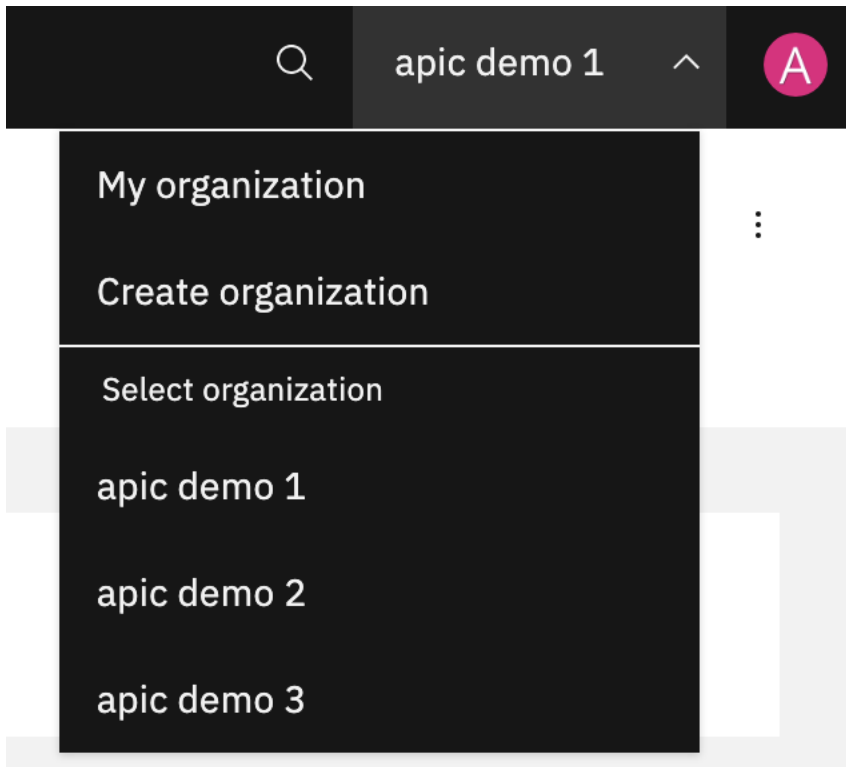 apic demo 1
A
My organization
Create organization
Select organization
apic demo 1
apic demo 2
apic demo 3